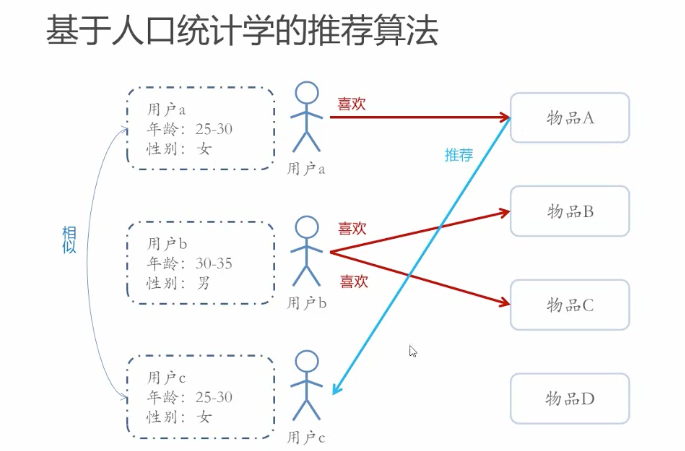 基于人口统计学的推荐算法
用户a
年龄：25-30
性别：女
用户a
喜欢
物品A
推荐
相似
用户b
年龄：30-35
性别：男
用户b
喜欢
喜欢
物品B
物品C
用户c
年龄：25-30
性别：女
用户c
物品D